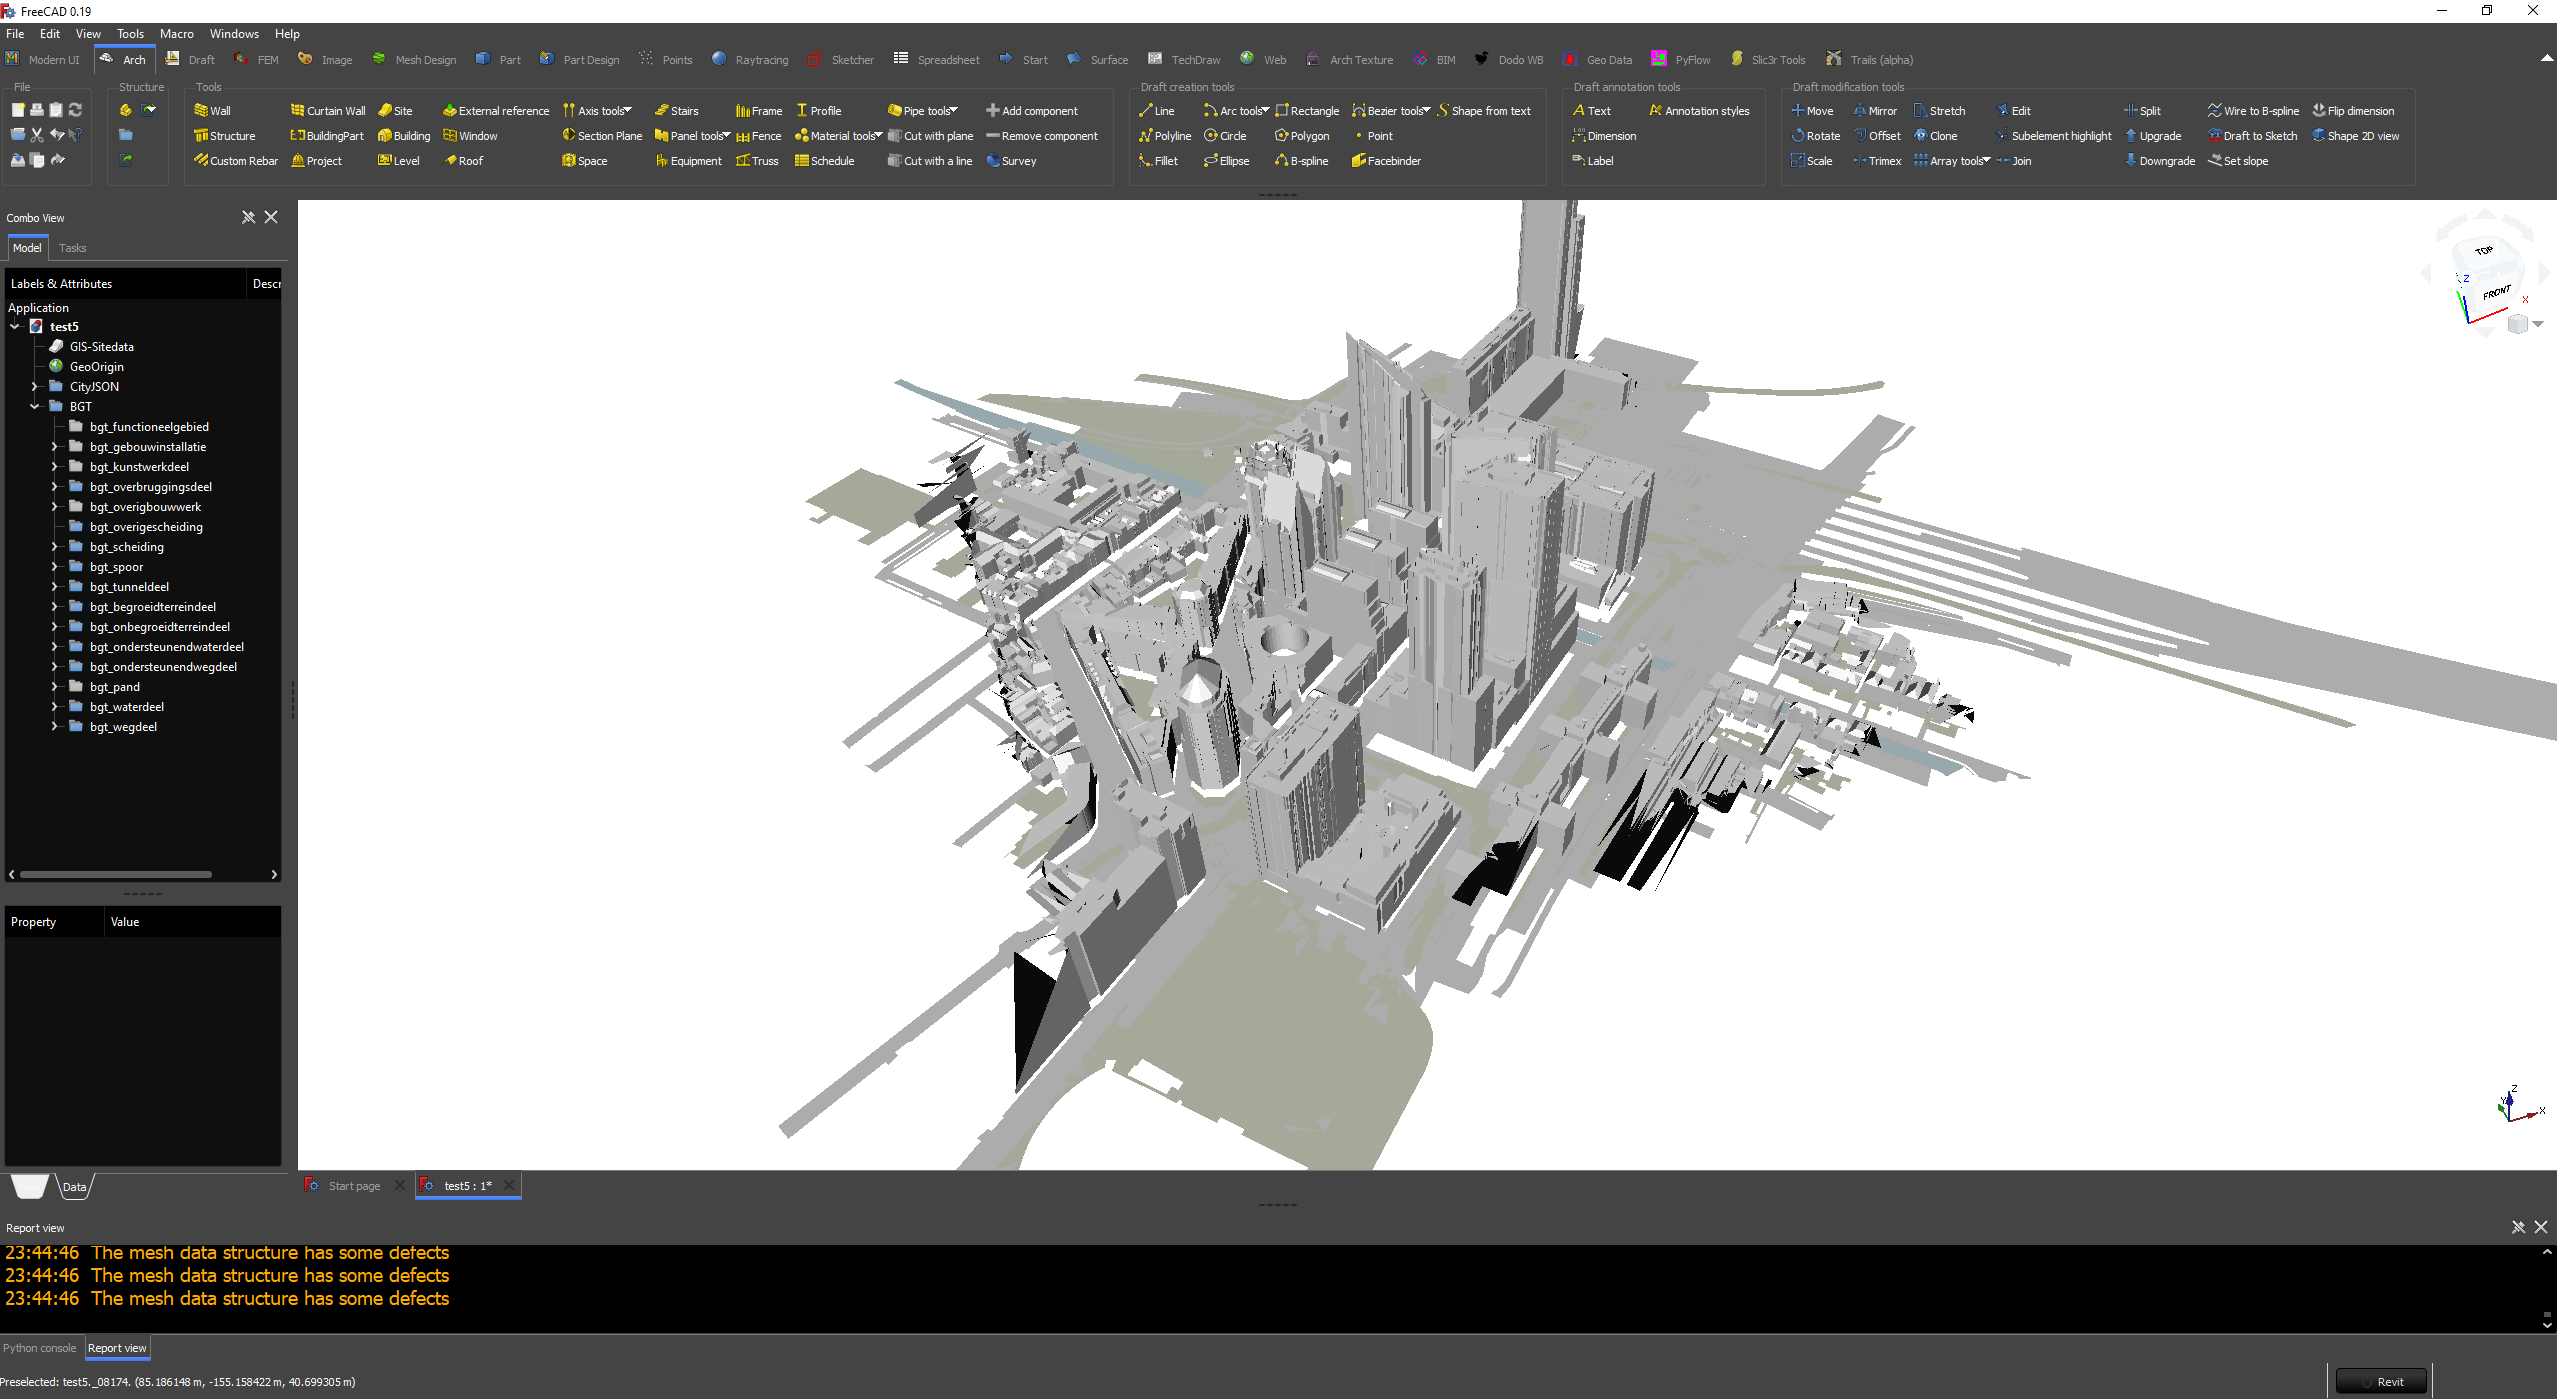 FreeCAD 0.19
File Edit View Tools Macro Windows Help
Modern UI Arch Draft FEM Image Mesh Design Part Part Design Points Raytracing Sketcher Spreadsheet Start Surface TechDraw Web Arch Texture BIM Dodo WB Geo Data PyFlow Slic3r Tools Trails (alpha)
File Structure Tools Draft creation tools Draft annotation tools Draft modification tools
Wall Curtain Wall Site External reference Axis tools Stairs Frame Profile Pipe tools Add component Line Arc tools Rectangle Bezier tools Shape from text Text Annotation styles Move Mirror Stretch Edit Split Wire to B-spline Flip dimension
Structure BuildingPart Building Window Section Plane Panel tools Fence Material tools Cut with plane Remove component Polyline Circle Polygon Point Dimension Rotate Offset Clone Subelement highlight Upgrade Draft to Sketch Shape 2D view
Custom Rebar Project Level Roof Space Equipment Truss Schedule Cut with a line Survey Fillet Ellipse B-spline Facebinder Label Scale Trimex Array tools Join Downgrade Set slope
Combo View
Model Tasks
Labels & Attributes Descr
Application
test5
GIS-Sitedata
GeoOrigin
CityJSON
BGT
bgt_functioneelgebied
bgt_gebouwinstallatie
bgt_kunstwerkdeel
bgt_overbruggingsdeel
bgt_overigbouwwerk
bgt_overigescheiding
bgt_scheiding
bgt_spoor
bgt_tunneldeel
bgt_begroeidterreindeel
bgt_onbegroeidterreindeel
bgt_ondersteunendwaterdeel
bgt_ondersteunendwegdeel
bgt_pand
bgt_waterdeel
bgt_wegdeel
TOP
Z
FRONT
X
Property Value
Z
Y
X
Data
Start page test5 : 1*
Report view
23:44:46 The mesh data structure has some defects
23:44:46 The mesh data structure has some defects
23:44:46 The mesh data structure has some defects
Python console Report view
Preselected: test5._08174. (85.186148 m, -155.158422 m, 40.699305 m)
Revit